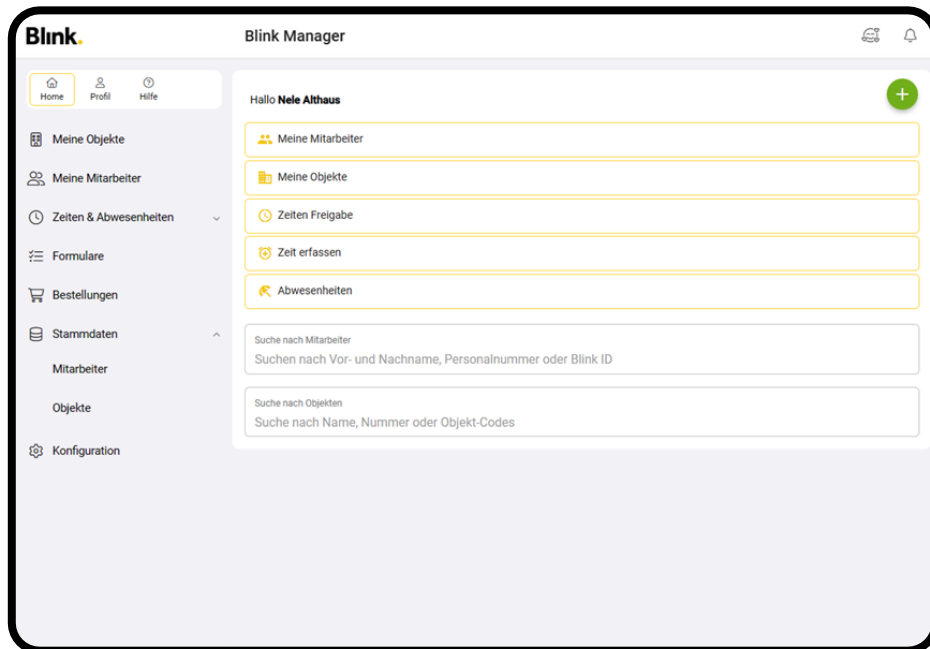 Blink.
Blink Manager
Home
Profil
Hilfe
Meine Objekte
Meine Mitarbeiter
Zeiten & Abwesenheiten
Formulare
Bestellungen
Stammdaten
Mitarbeiter
Objekte
Konfiguration
Hallo Nele Althaus
Meine Mitarbeiter
Meine Objekte
Zeiten Freigabe
Zeit erfassen
Abwesenheiten
Suche nach Mitarbeiter
Suchen nach Vor- und Nachname, Personalnummer oder Blink ID
Suche nach Objekten
Suche nach Name, Nummer oder Objekt-Codes